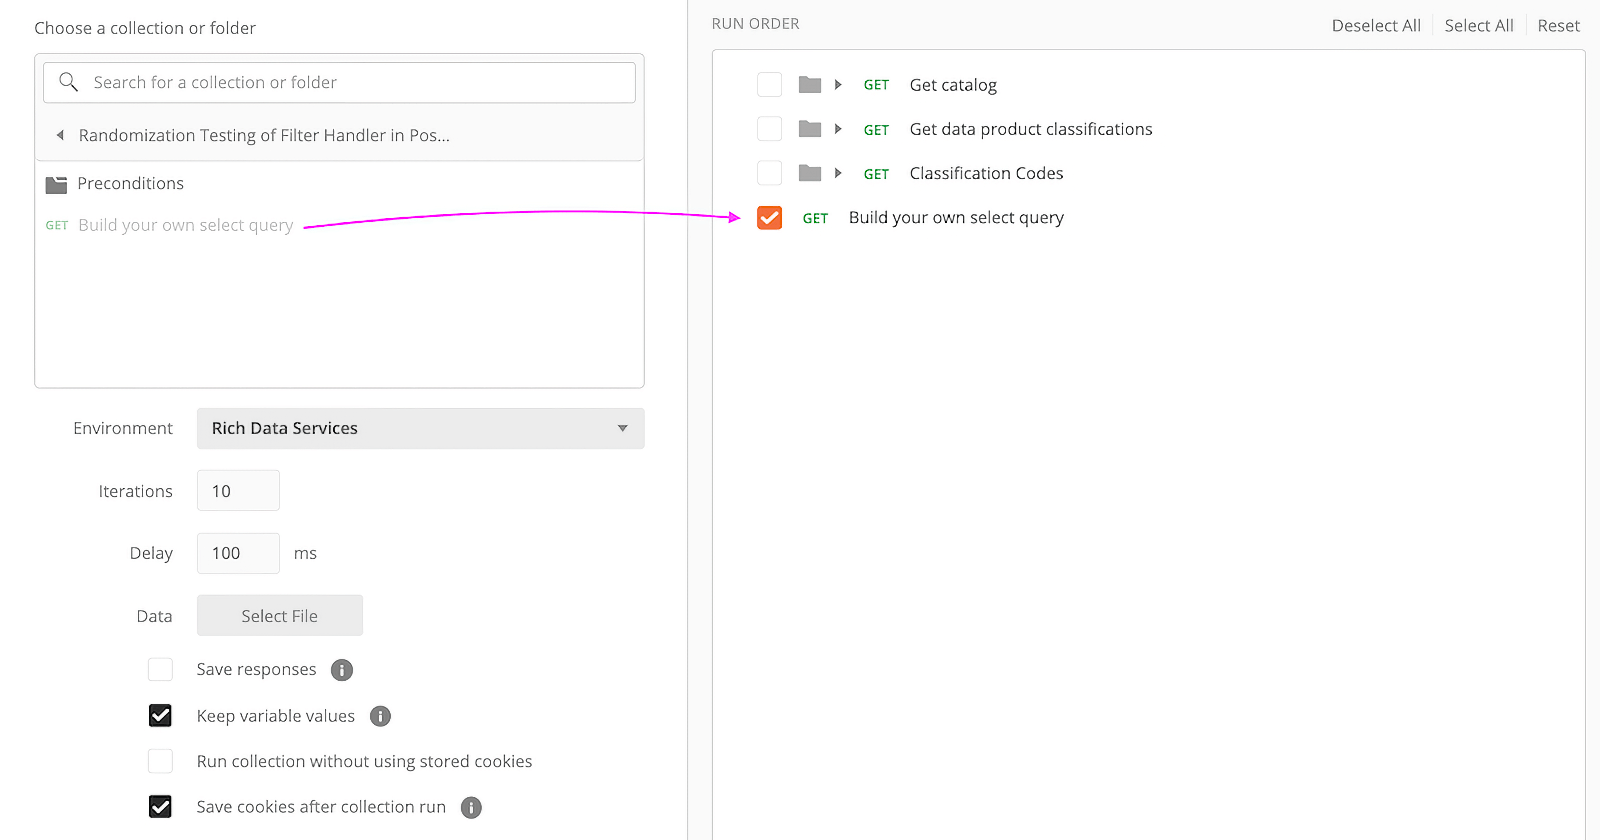 Choose a collection or folder
Search for a collection or folder
Randomization Testing of Filter Handler in Pos...
Preconditions
GET Build your own select query
Environment Rich Data Services
Iterations 10
Delay 100 ms
Data Select File
Save responses
Keep variable values
Run collection without using stored cookies
Save cookies after collection run
RUN ORDER Deselect All Select All Reset
GET Get catalog
GET Get data product classifications
GET Classification Codes
GET Build your own select query